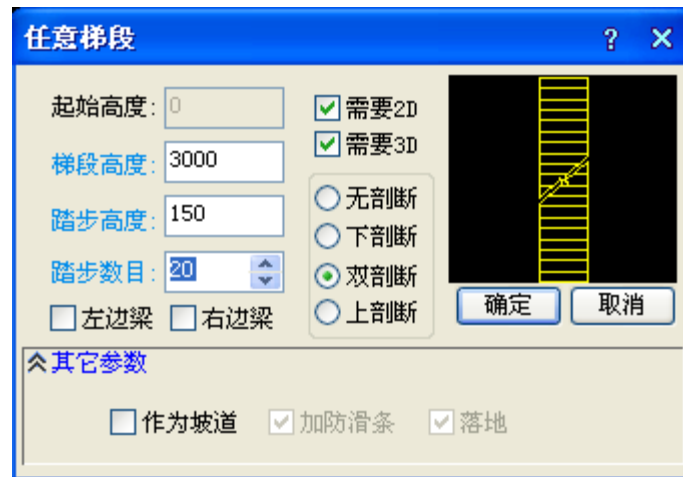 任意梯段
起始高度: 0
梯段高度: 3000
踏步高度: 150
踏步数目: 20
左边梁 右边梁
需要2D
需要3D
无剖断
下剖断
双剖断
上剖断
确定 取消
其它参数
作为坡道 加防滑条 落地